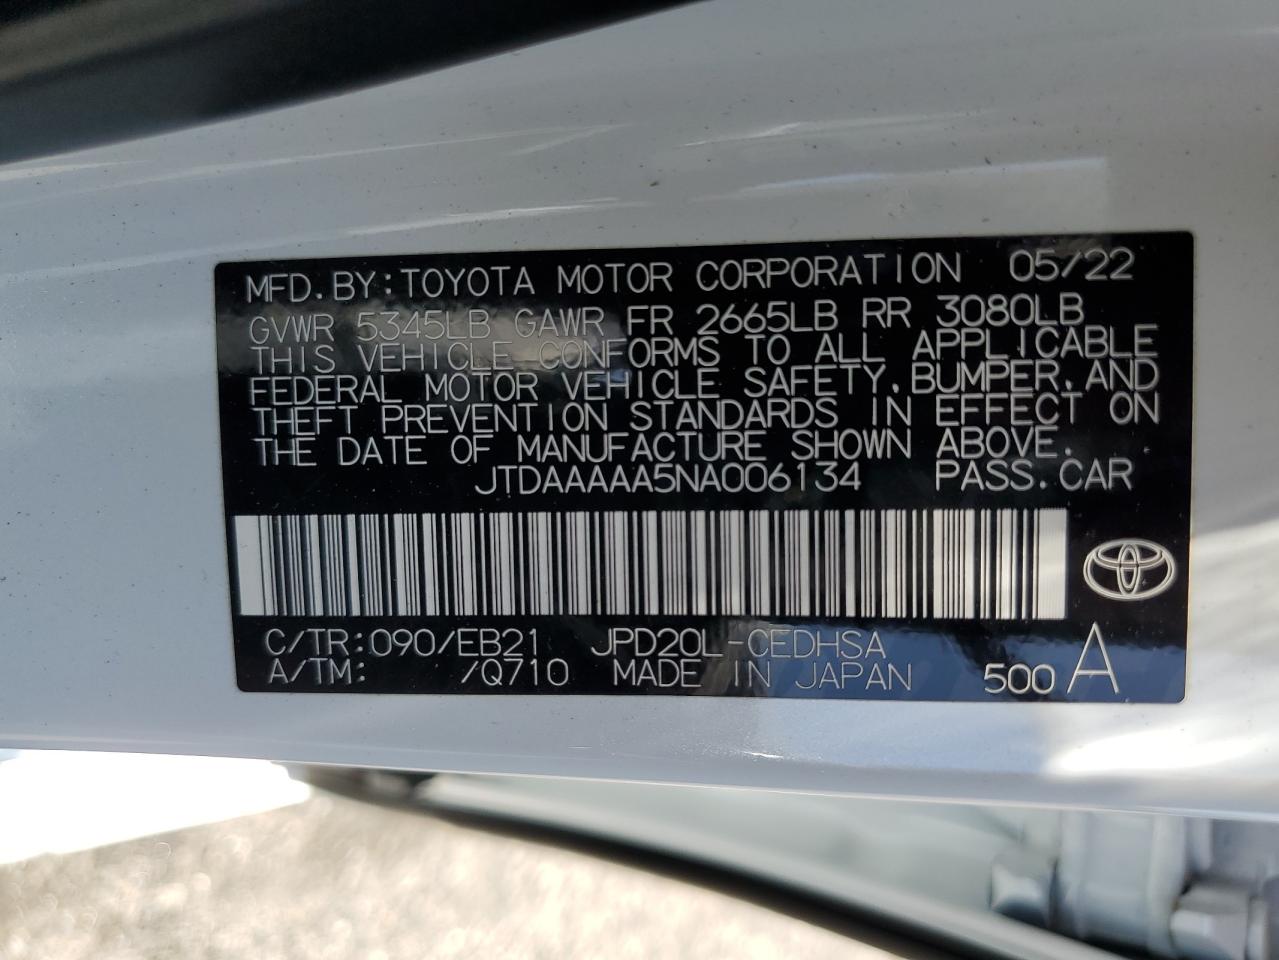 MFD.BY:TOYOTA MOTOR CORPORATION 05/22
GVWR 5345LB GAWR FR 2665LB RR 3080LB
THIS VEHICLE CONFORMS TO ALL APPLICABLE
FEDERAL MOTOR VEHICLE SAFETY,BUMPER,AND
THEFT PREVENTION STANDARDS IN EFFECT ON
THE DATE OF MANUFACTURE SHOWN ABOVE.
JTDAAAAA5NA006134 PASS.CAR
C/TR:090/EB21 JPD20L-CEDHSA
A/TM: /Q710 MADE IN JAPAN 500 A